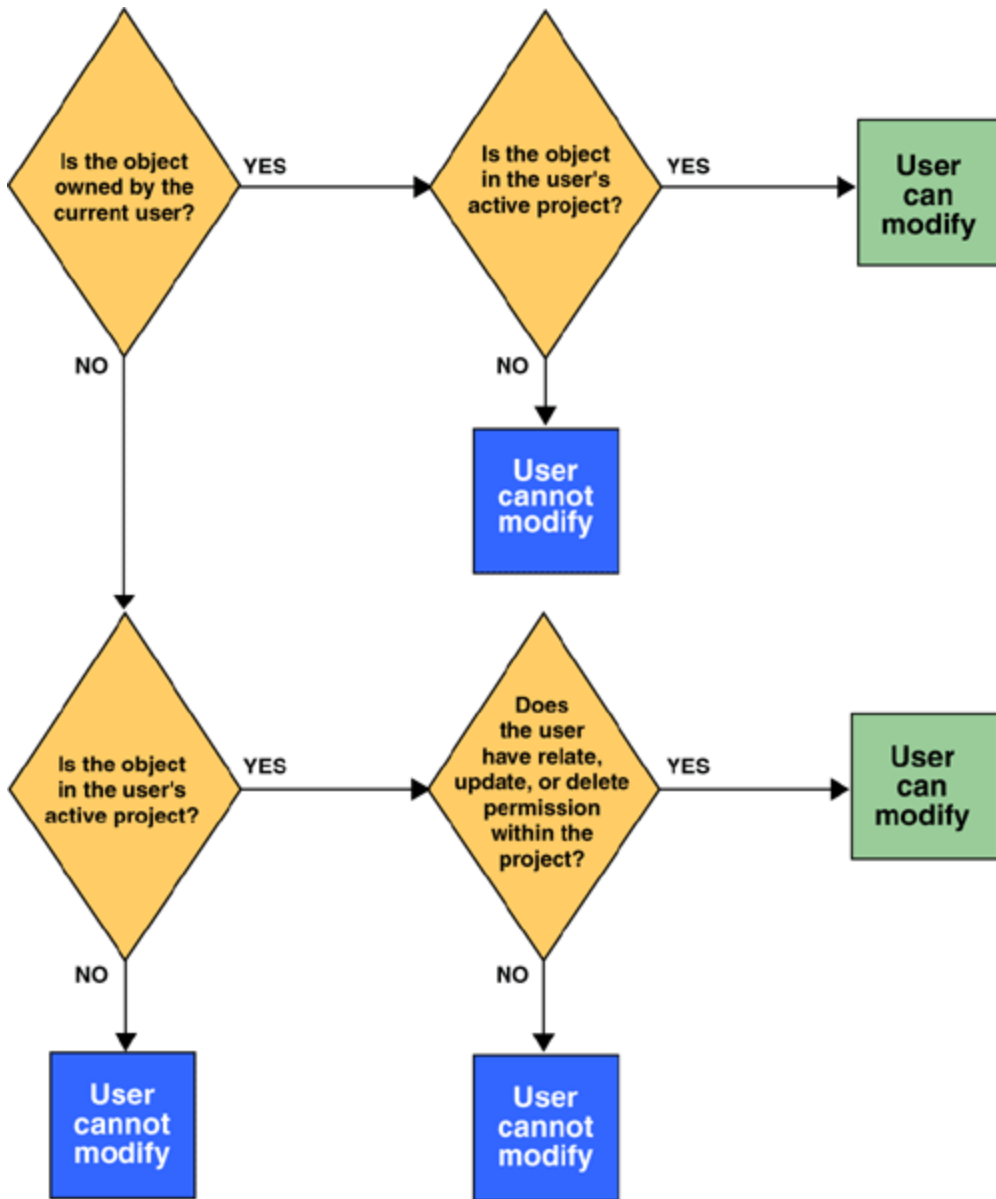 Is the object
owned by the
current user?
YES
Is the object
in the user's
active project?
YES
User
can
modify
NO
NO
User
cannot
modify
Is the object
in the user's
active project?
YES
Does
the user
have relate,
update, or delete
permission
within the
project?
YES
User
can
modify
NO
NO
User
cannot
modify
User
cannot
modify